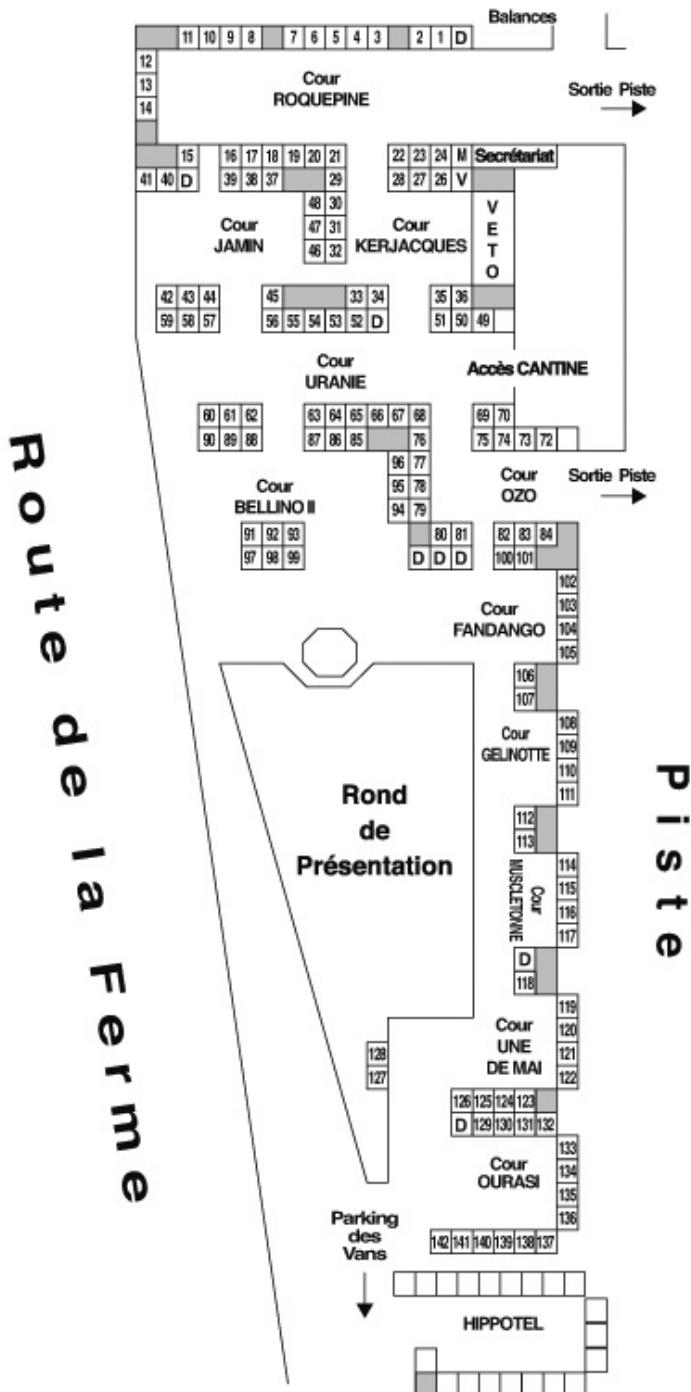 Balances
11 10 9 8 7 6 5 4 3 2 1 D
12
13
14
Cour
ROQUEPINE
Sortie Piste
15 16 17 18 19 20 21 22 23 24 M Secrétariat
41 40 D 39 38 37 29 28 27 26 V
48 30
47 31
46 32
Cour
JAMIN
Cour
KERJACQUES
VETO
42 43 44 45 33 34 35 36
59 58 57 56 55 54 53 52 D 51 50 49
Cour
URANIE
Accès CANTINE
60 61 62 63 64 65 66 67 68 69 70
90 89 88 87 86 85 76 75 74 73 72
96 77
95 78
94 79
Cour
BELLINO II
Cour
OZO
Sortie Piste
91 92 93 80 81 82 83 84
97 98 99 D D D 100 101
102
103
104
105
Cour
FANDANGO
106
107
108
109
110
111
Cour
GELINOTTE
112
113
114
115
116
117
Cour
MUSCLETONNE
D
118
119
120
121
122
Cour
UNE
DE MAI
Rond
de
Présentation
128
127
126 125 124 123
D 129 130 131 132
133
134
135
136
Cour
OURASI
142 141 140 139 138 137
Parking
des
Vans
HIPPOTEL
Route de la Ferme
Piste